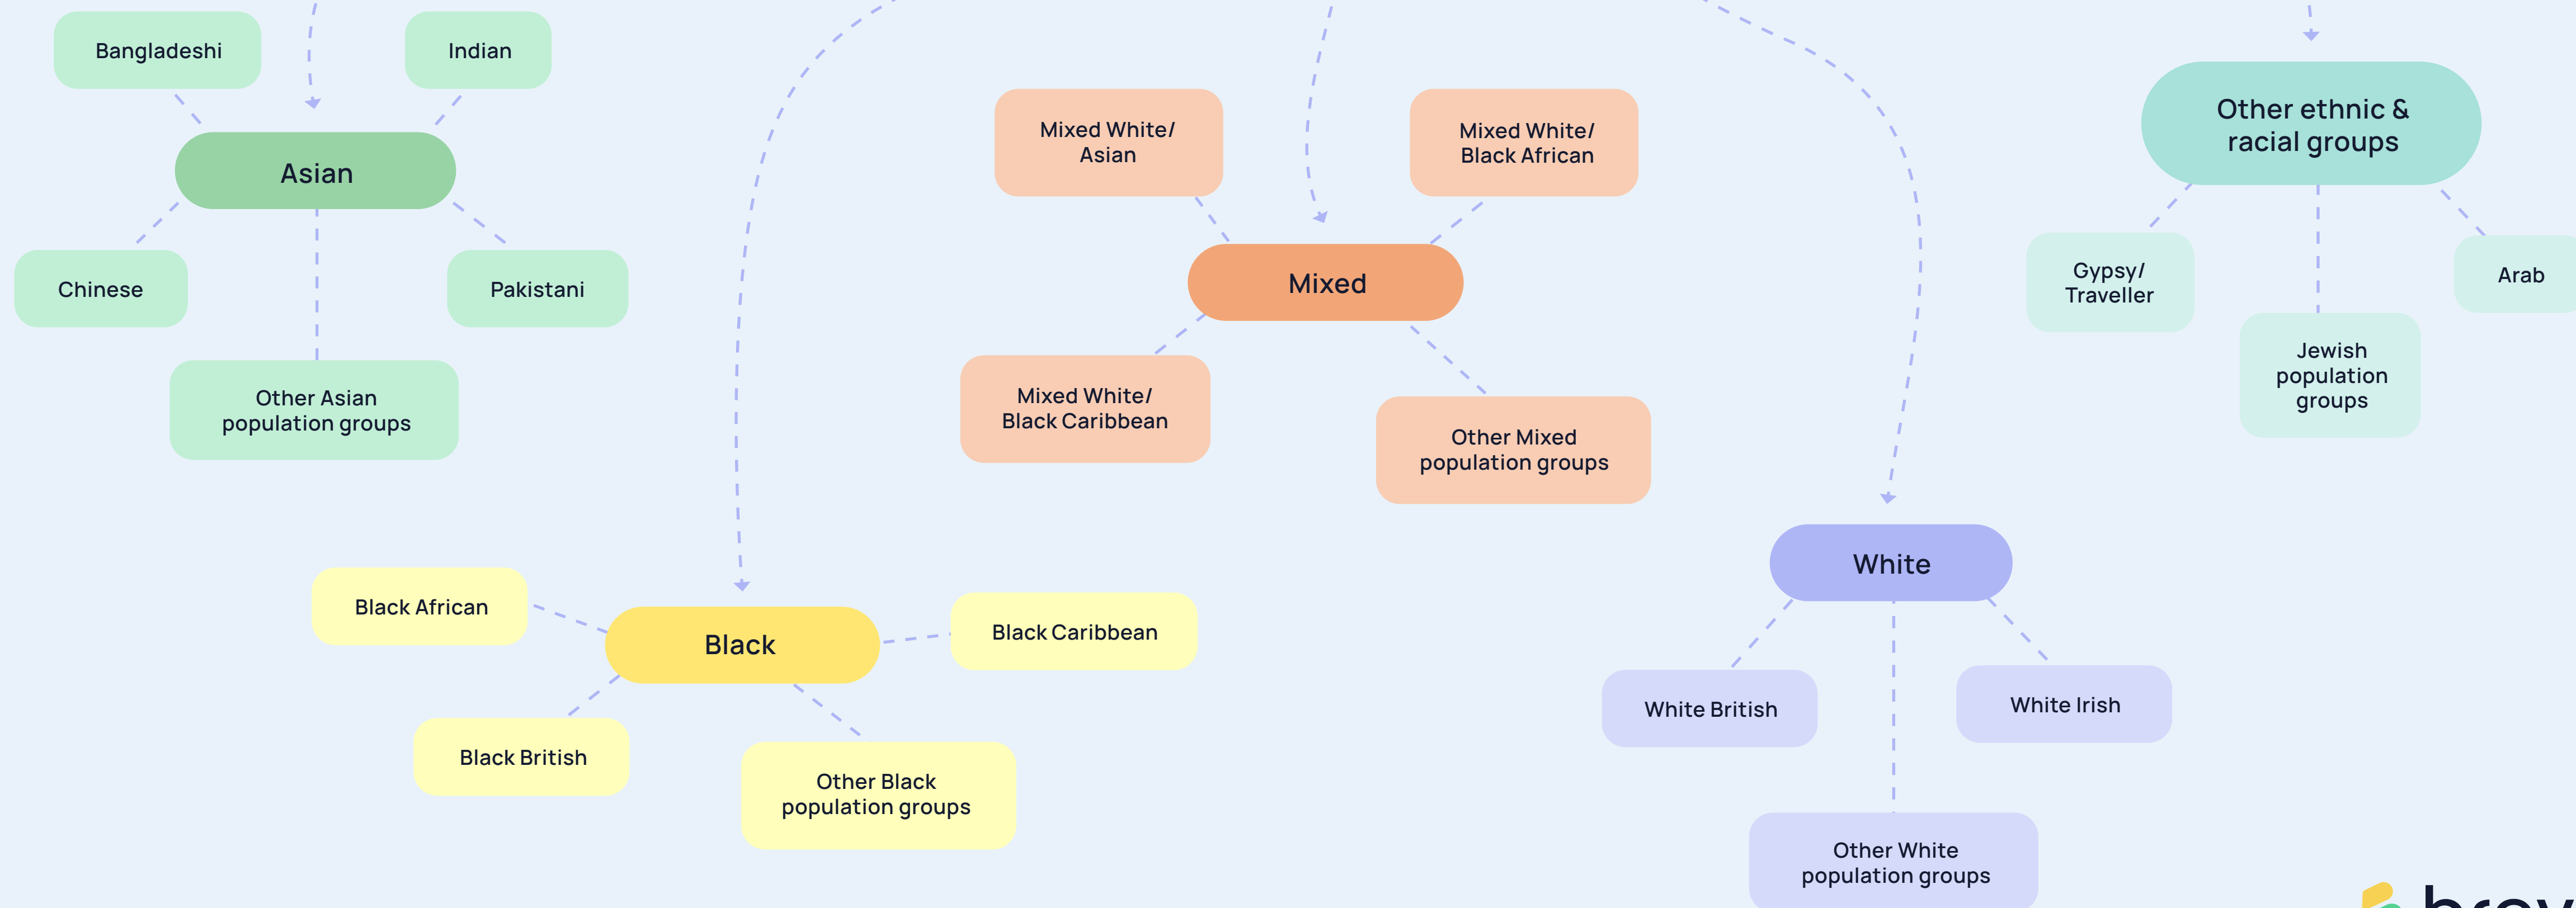 Bangladeshi
Indian
Asian
Chinese
Pakistani
Other Asian
population groups
Mixed White/
Asian
Mixed White/
Black African
Mixed
Mixed White/
Black Caribbean
Other Mixed
population groups
Other ethnic &
racial groups
Gypsy/
Traveller
Jewish
population
groups
Arab
Black African
Black
Black Caribbean
Black British
Other Black
population groups
White
White British
White Irish
Other White
population groups